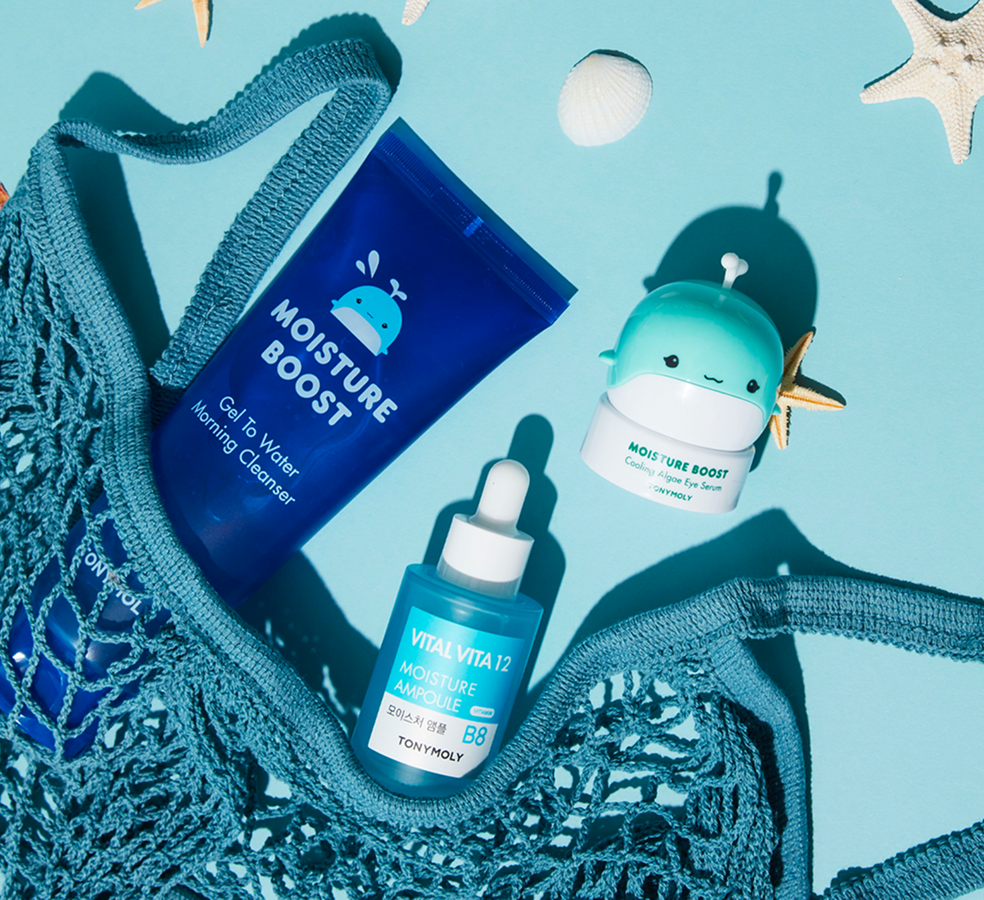 MOISTURE
BOOST
Gel To Water
Morning Cleanser
TONYMOLY
MOISTURE BOOST
Cooling Algae Eye Serum
TONYMOLY
VITAL VITA 12
MOISTURE
AMPOULE
모이스처 앰플
B8
TONYMOLY